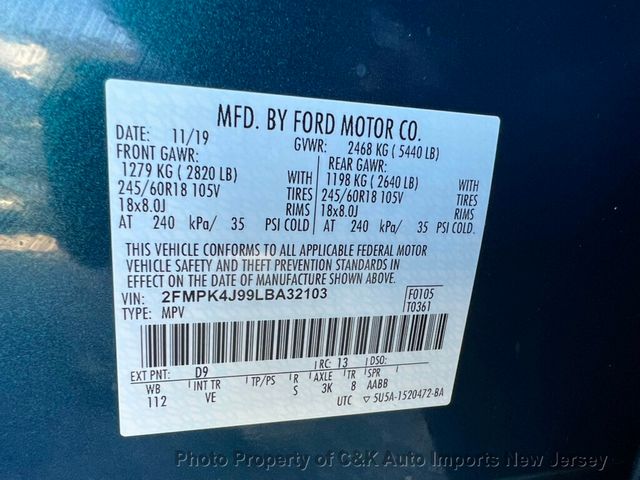 MFD. BY FORD MOTOR CO.
DATE: 11/19 GVWR: 2468 KG ( 5440 LB)
FRONT GAWR: REAR GAWR:
1279 KG ( 2820 LB) WITH 1198 KG ( 2640 LB) WITH
245/60R18 105V TIRES 245/60R18 105V TIRES
18x8.0J RIMS 18x8.0J RIMS
AT 240 kPa/ 35 PSI COLD AT 240 kPa/ 35 PSI COLD.
THIS VEHICLE CONFORMS TO ALL APPLICABLE FEDERAL MOTOR
VEHICLE SAFETY AND THEFT PREVENTION STANDARDS IN
EFFECT ON THE DATE OF MANUFACTURE SHOWN ABOVE.
VIN: 2FMPK4J99LBA32103 F0105
TYPE: MPV T0361
EXT PNT: D9 RC: 13 DSO:
WB INT TR TP/PS R AXLE TR SPR
112 VE S 3K 8 AABB
UTC ▽ 5U5A-1520472-BA
Photo Property of C&K Auto Imports New Jersey